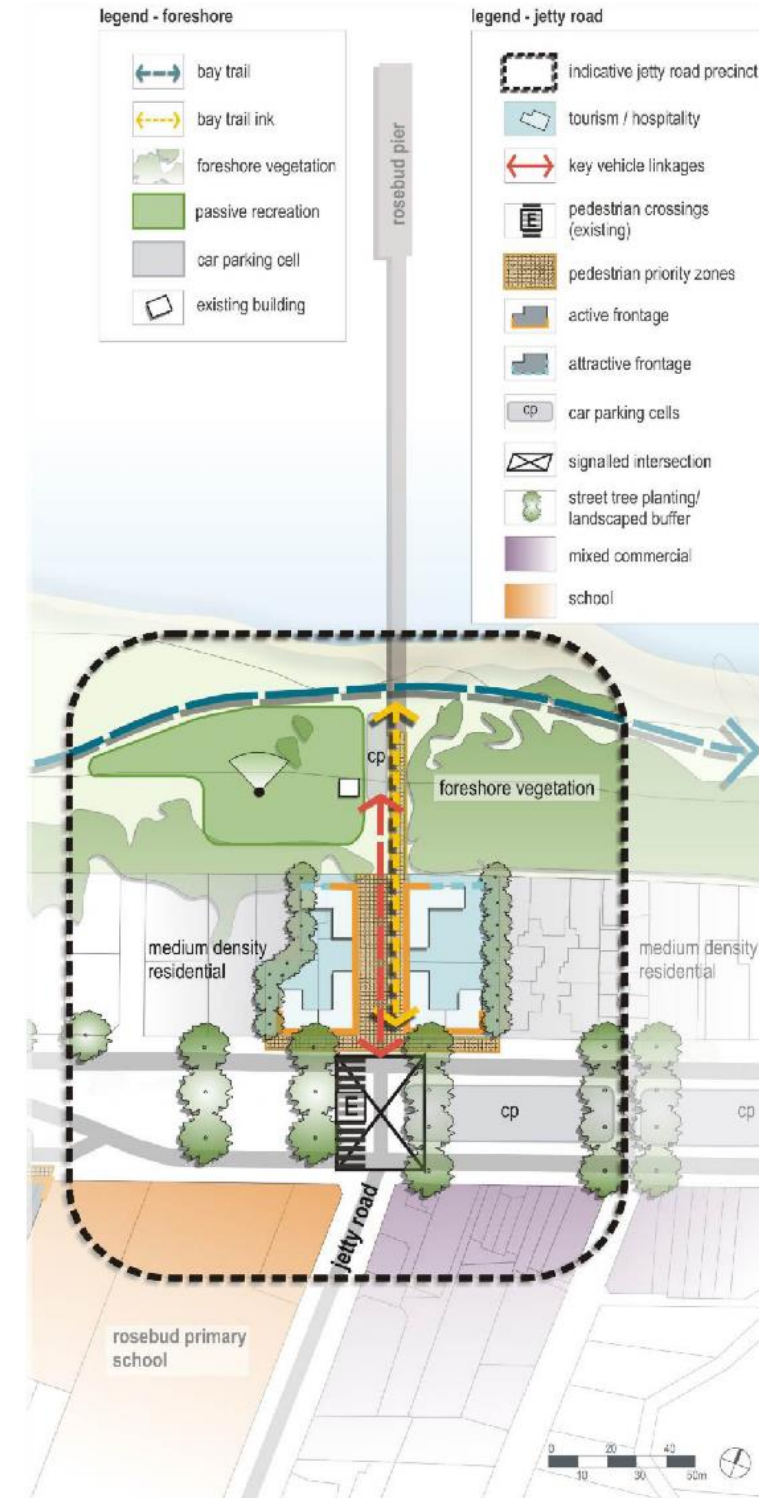 legend - foreshore
bay trail
bay trail ink
foreshore vegetation
passive recreation
car parking cell
existing building
legend - jetty road
indicative jetty road precinct
tourism / hospitality
key vehicle linkages
E
pedestrian crossings
(existing)
pedestrian priority zones
active frontage
attractive frontage
cp
car parking cells
signalled intersection
street tree planting/
landscaped buffer
mixed commercial
school
rosebud pier
cp
foreshore vegetation
medium density
residential
medium density
residential
E
cp
cp
jetty road
rosebud primary
school
0 20 40
10 30 50m